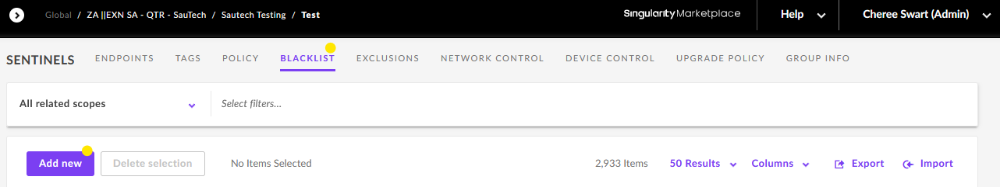 Global / ZA ||EXN SA - QTR - SauTech / Sautech Testing / Test
Singularity Marketplace
Help
Cheree Swart (Admin)
SENTINELS ENDPOINTS TAGS POLICY BLACKLIST EXCLUSIONS NETWORK CONTROL DEVICE CONTROL UPGRADE POLICY GROUP INFO
All related scopes Select filters...
Add new Delete selection No Items Selected 2,933 Items 50 Results Columns Export Import